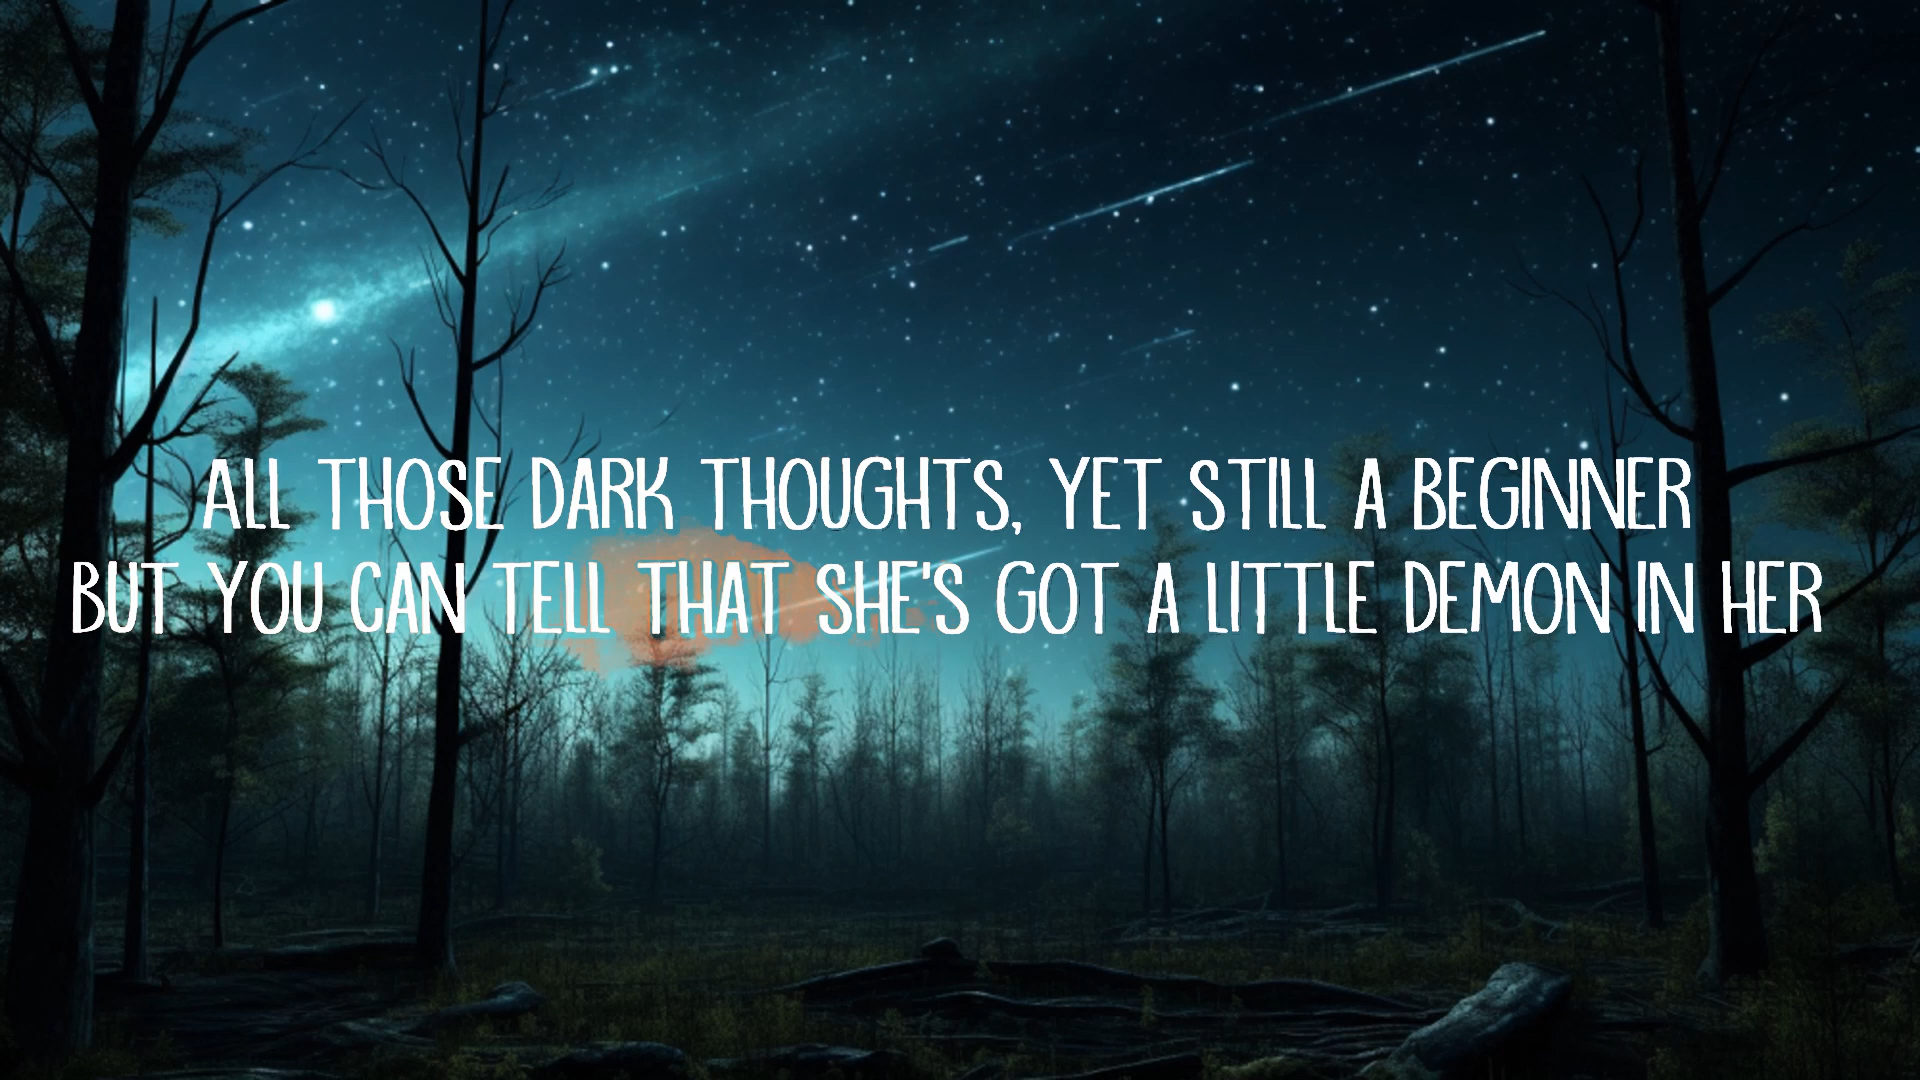 ALL THOSE DARK THOUGHTS, YET STILL A BEGINNER
BUT YOU CAN TELL THAT SHE'S GOT A LITTLE DEMON IN HER